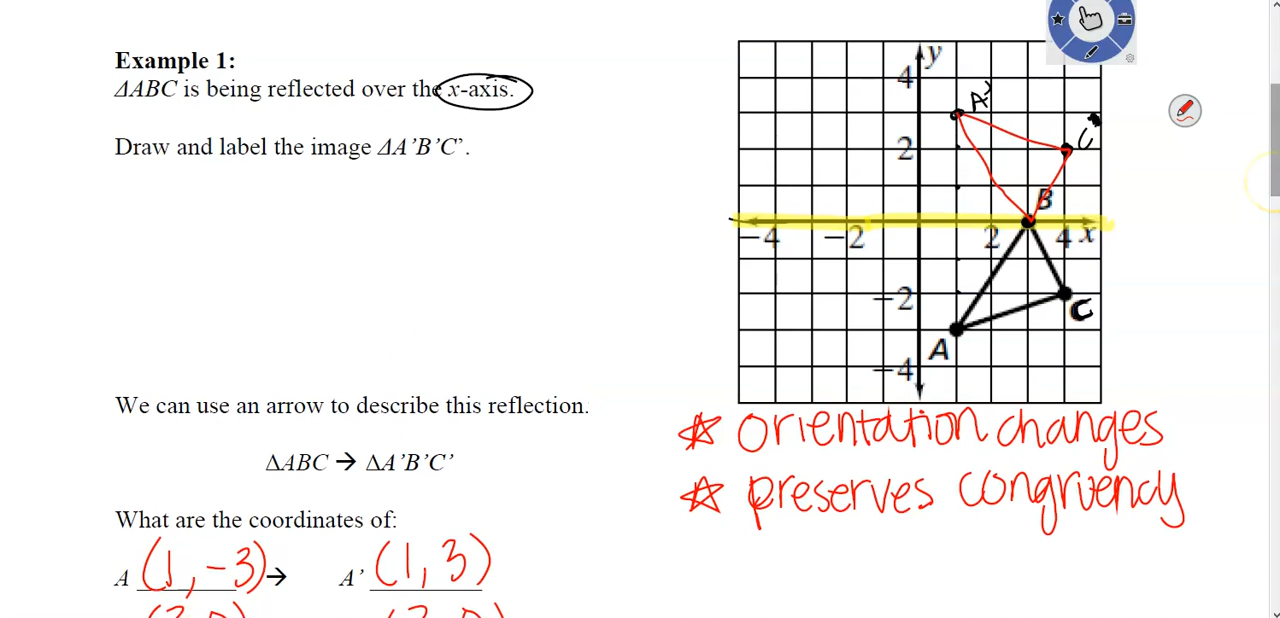 Example 1:
ΔABC is being reflected over the x-axis.
Draw and label the image ΔA’B’C’.
y
4
A'
C'
2
B
−4
−2
2
4
x
−2
C
A
−4
We can use an arrow to describe this reflection.
☆ orientation changes
ΔABC → ΔA’B’C’
☆ preserves congruency
What are the coordinates of:
A (1, -3) → A’ (1, 3)